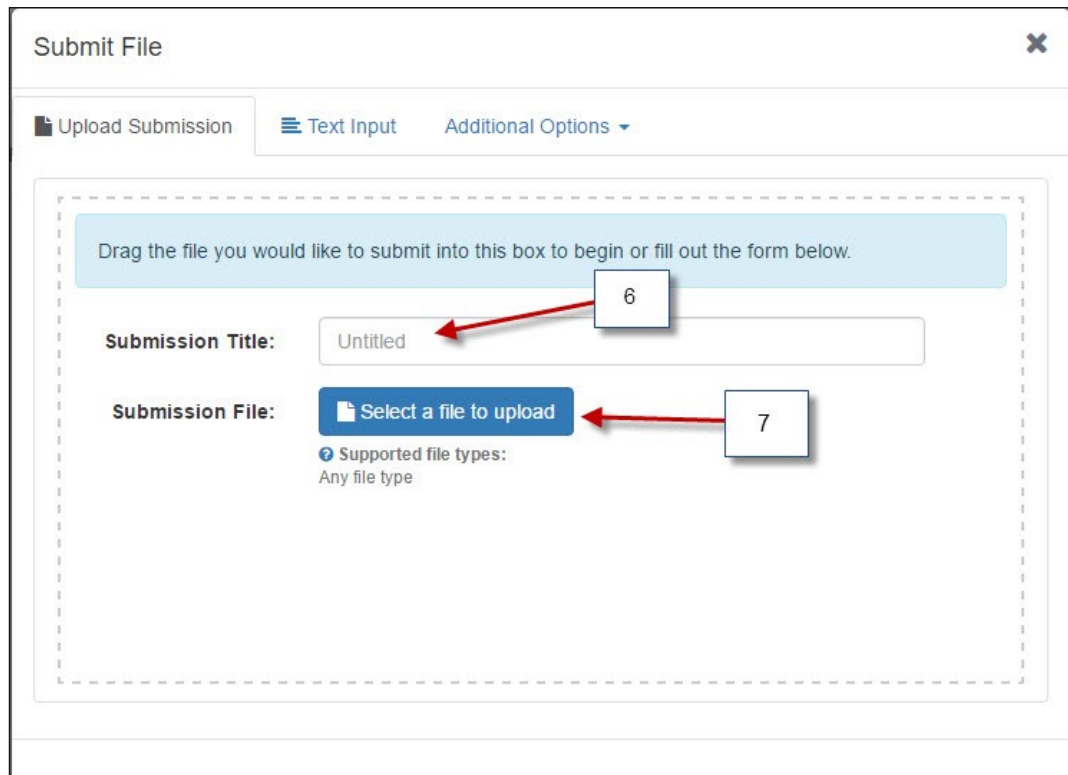 Submit File
Upload Submission Text Input Additional Options
Drag the file you would like to submit into this box to begin or fill out the form below.
6
Submission Title: Untitled
Submission File: Select a file to upload
7
Supported file types:
Any file type